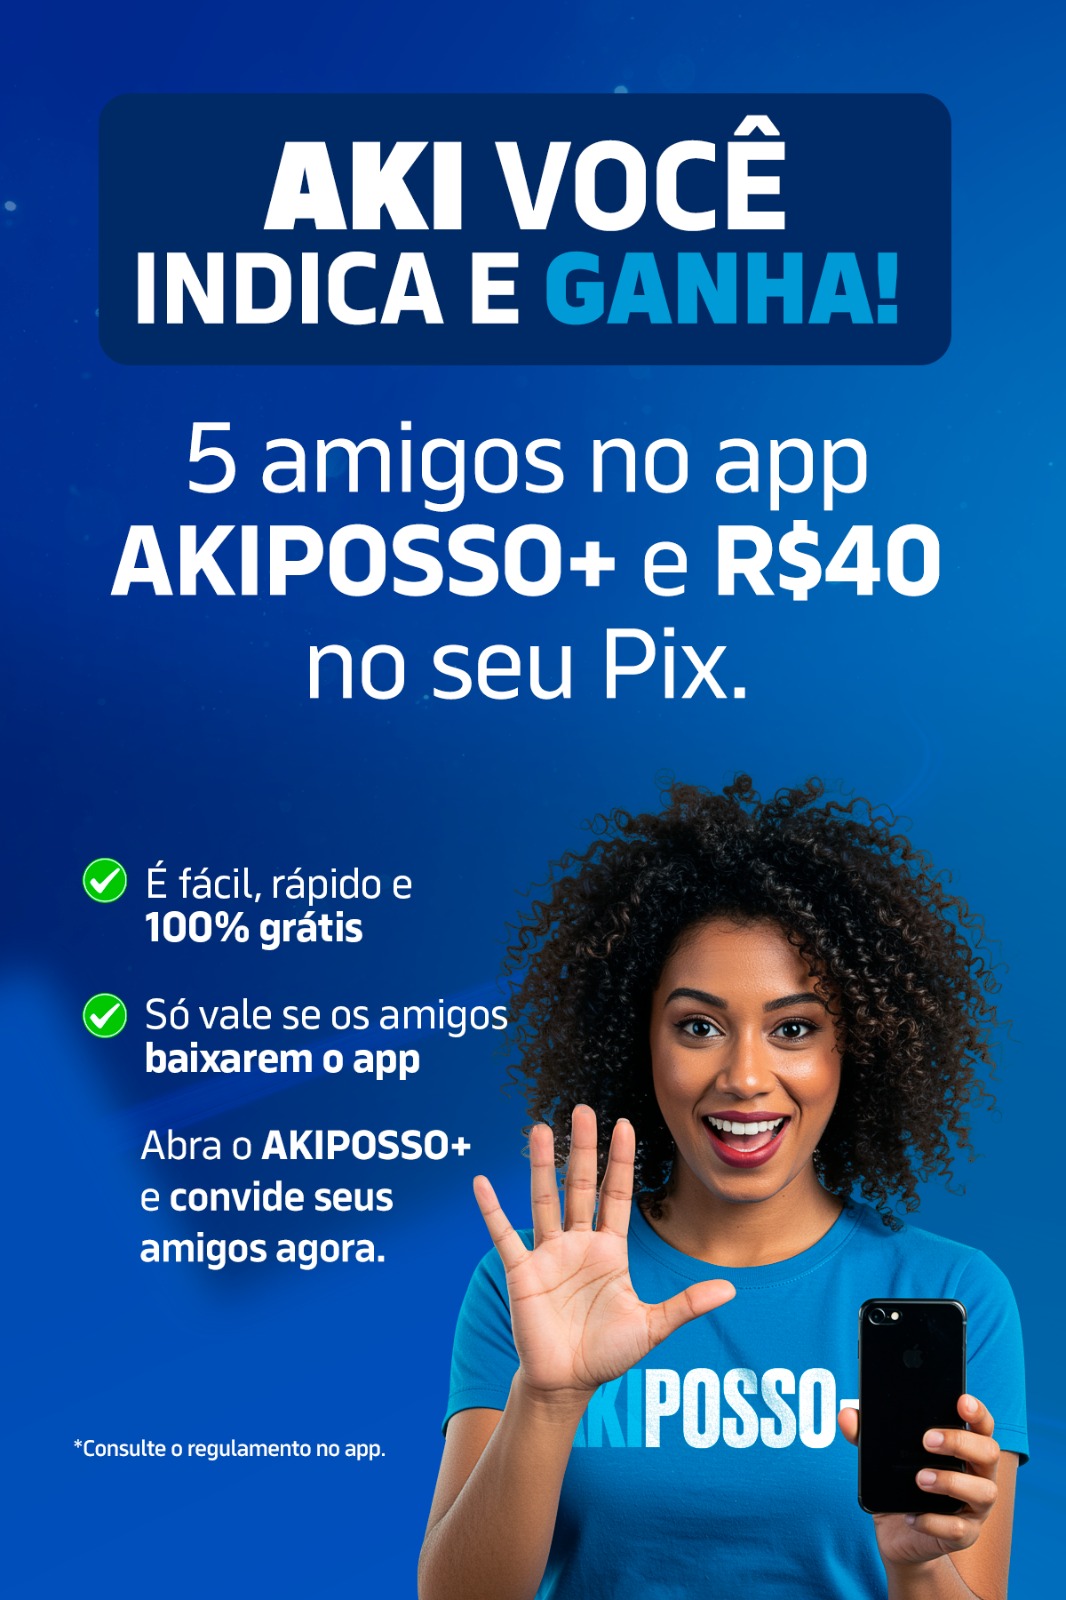 AKI VOCÊ
INDICA E GANHA!
5 amigos no app
AKIPOSSO+ e R$40
no seu Pix.
É fácil, rápido e
100% grátis
Só vale se os amigos
baixarem o app
Abra o AKIPOSSO+
e convide seus
amigos agora.
AKIPOSSO+
*Consulte o regulamento no app.